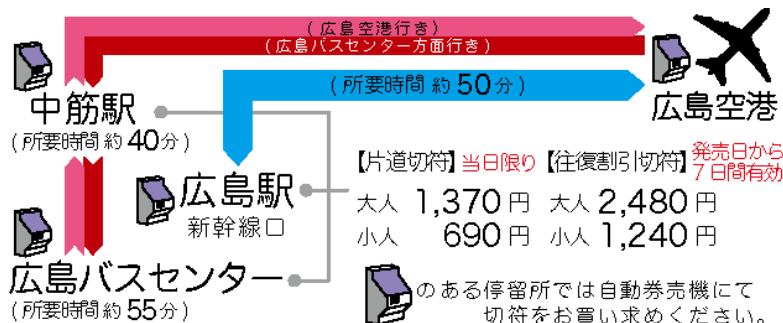 (広島空港行き)
(広島バスセンター方面行き)
(所要時間 約50分)
中筋駅
(所要時間 約40分)
広島空港
広島駅
新幹線口
【片道切符】当日限り
大人 1,370円
小人 690円
【往復割引切符】発売日から
7日間有効
大人 2,480円
小人 1,240円
広島バスセンター
(所要時間 約55分)
のある停留所では自動券売機にて
切符をお買い求めください。